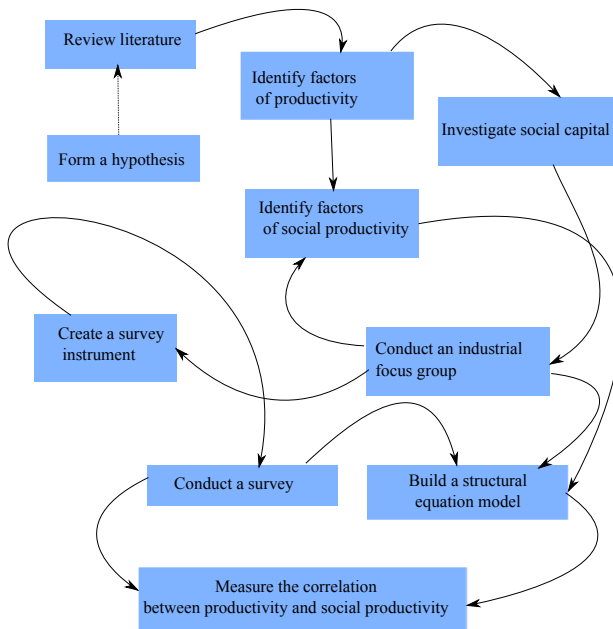 Review literature
Identify factors
of productivity
Investigate social capital
Form a hypothesis
Identify factors
of social productivity
Create a survey
instrument
Conduct an industrial
focus group
Conduct a survey
Build a structural
equation model
Measure the correlation
between productivity and social productivity